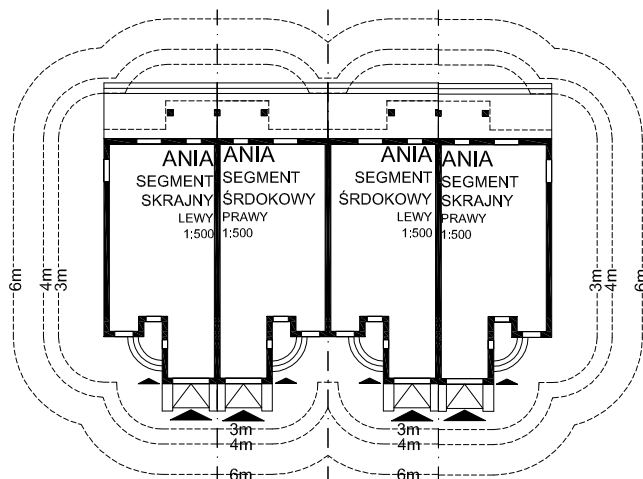 ANIA
SEGMENT
SKRAJNY
LEWY
1:500
ANIA
SEGMENT
ŚRDOKOWY
PRAWY
1:500
ANIA
SEGMENT
ŚRDOKOWY
LEWY
1:500
ANIA
SEGMENT
SKRAJNY
PRAWY
1:500
6m
4m
3m
3m
4m
6m
3m
4m
6m
3m
4m
6m